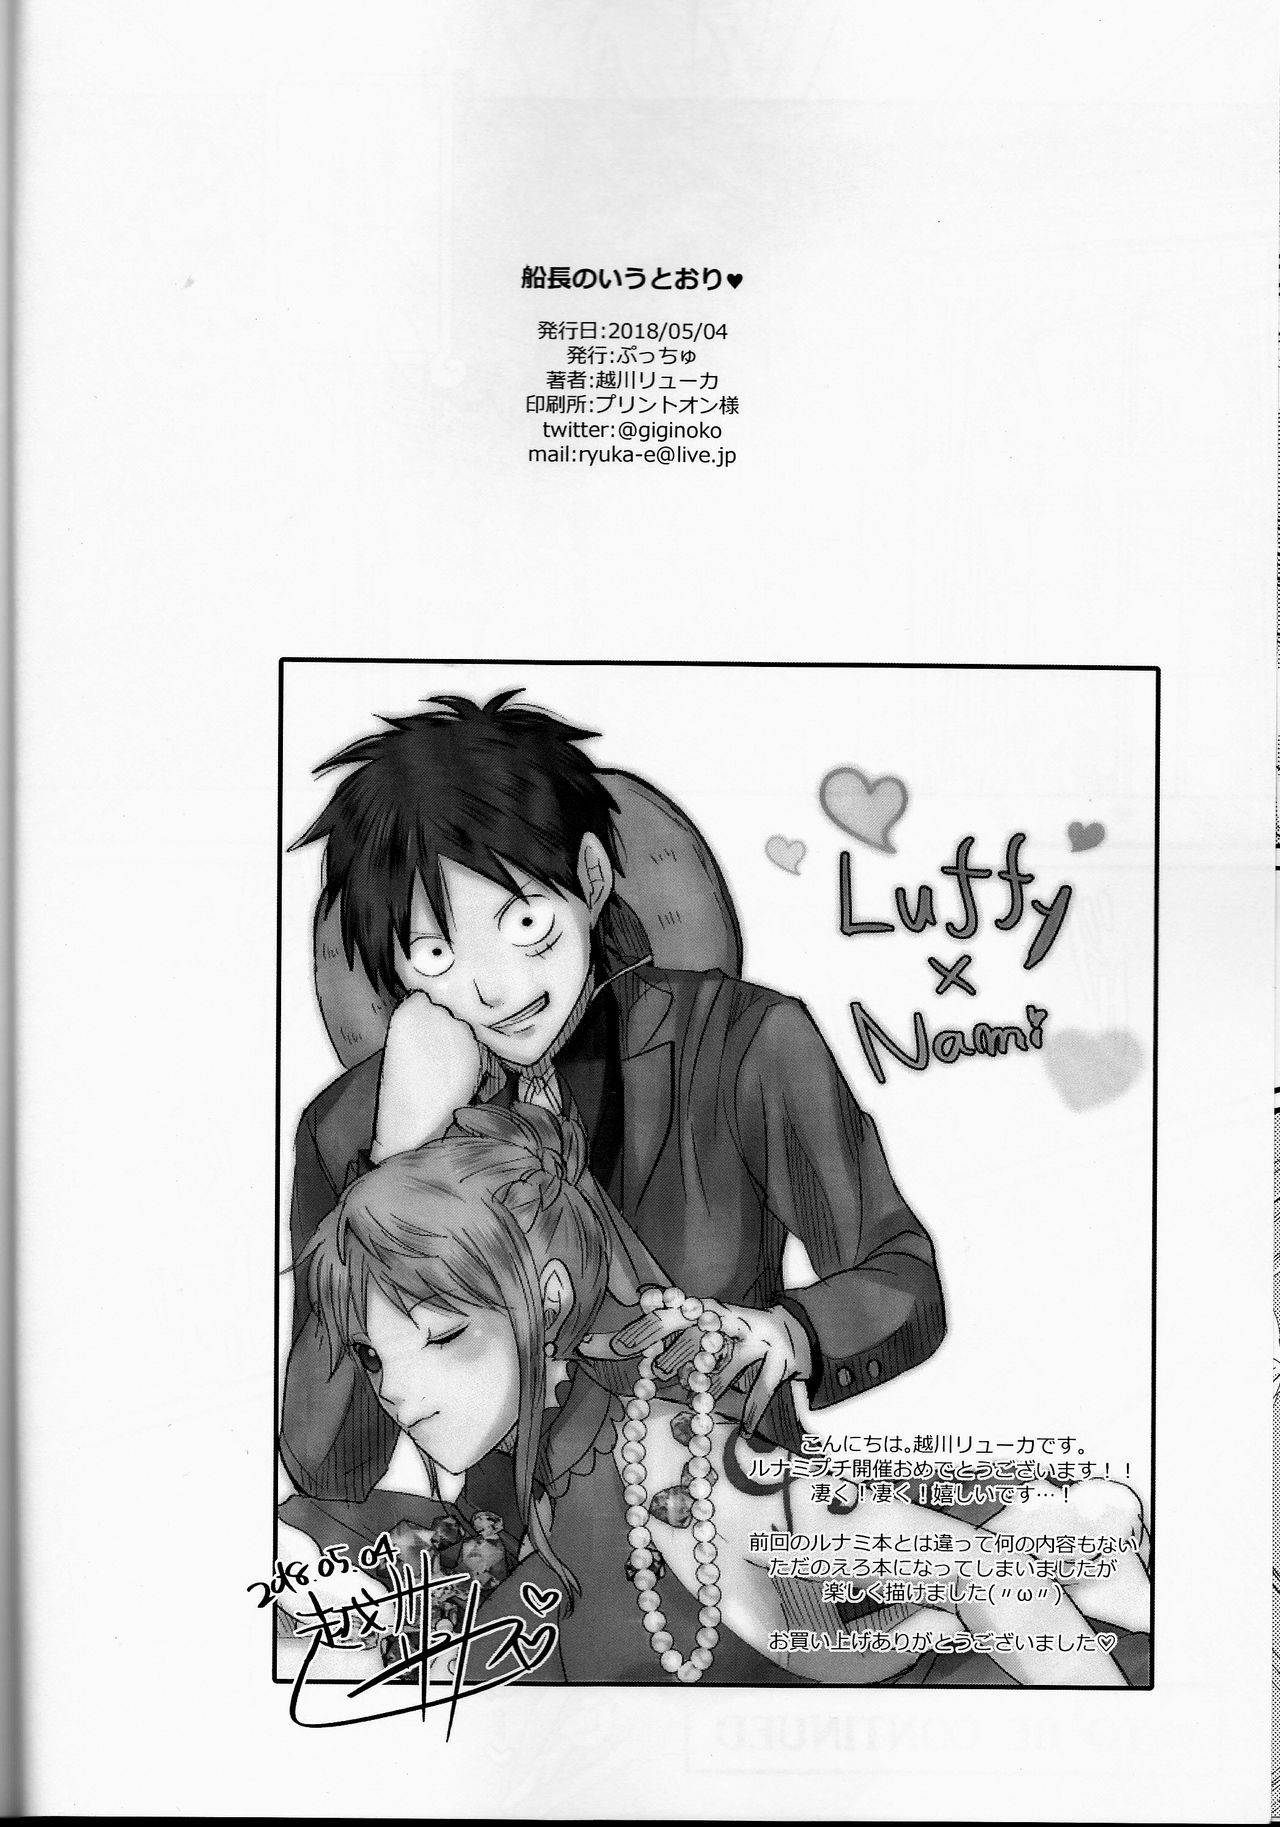 船長のいうとおり♥
発行日:2018/05/04
発行:ぷっちゅ
著者:越川リューカ
印刷所:プリントオン様
twitter:@giginoko
mail:ryuka-e@live.jp
Luffy
×
Nami
こんにちは。越川リューカです。
ルナミプチ開催おめでとうございます！！
凄く！凄く！嬉しいです…！
前回のルナミ本とは違って何の内容もない
ただのえろ本になってしまいましたが
楽しく描けました(〃ω〃)
お買い上げありがとうございました♡
2018.05.04
越川リューカ